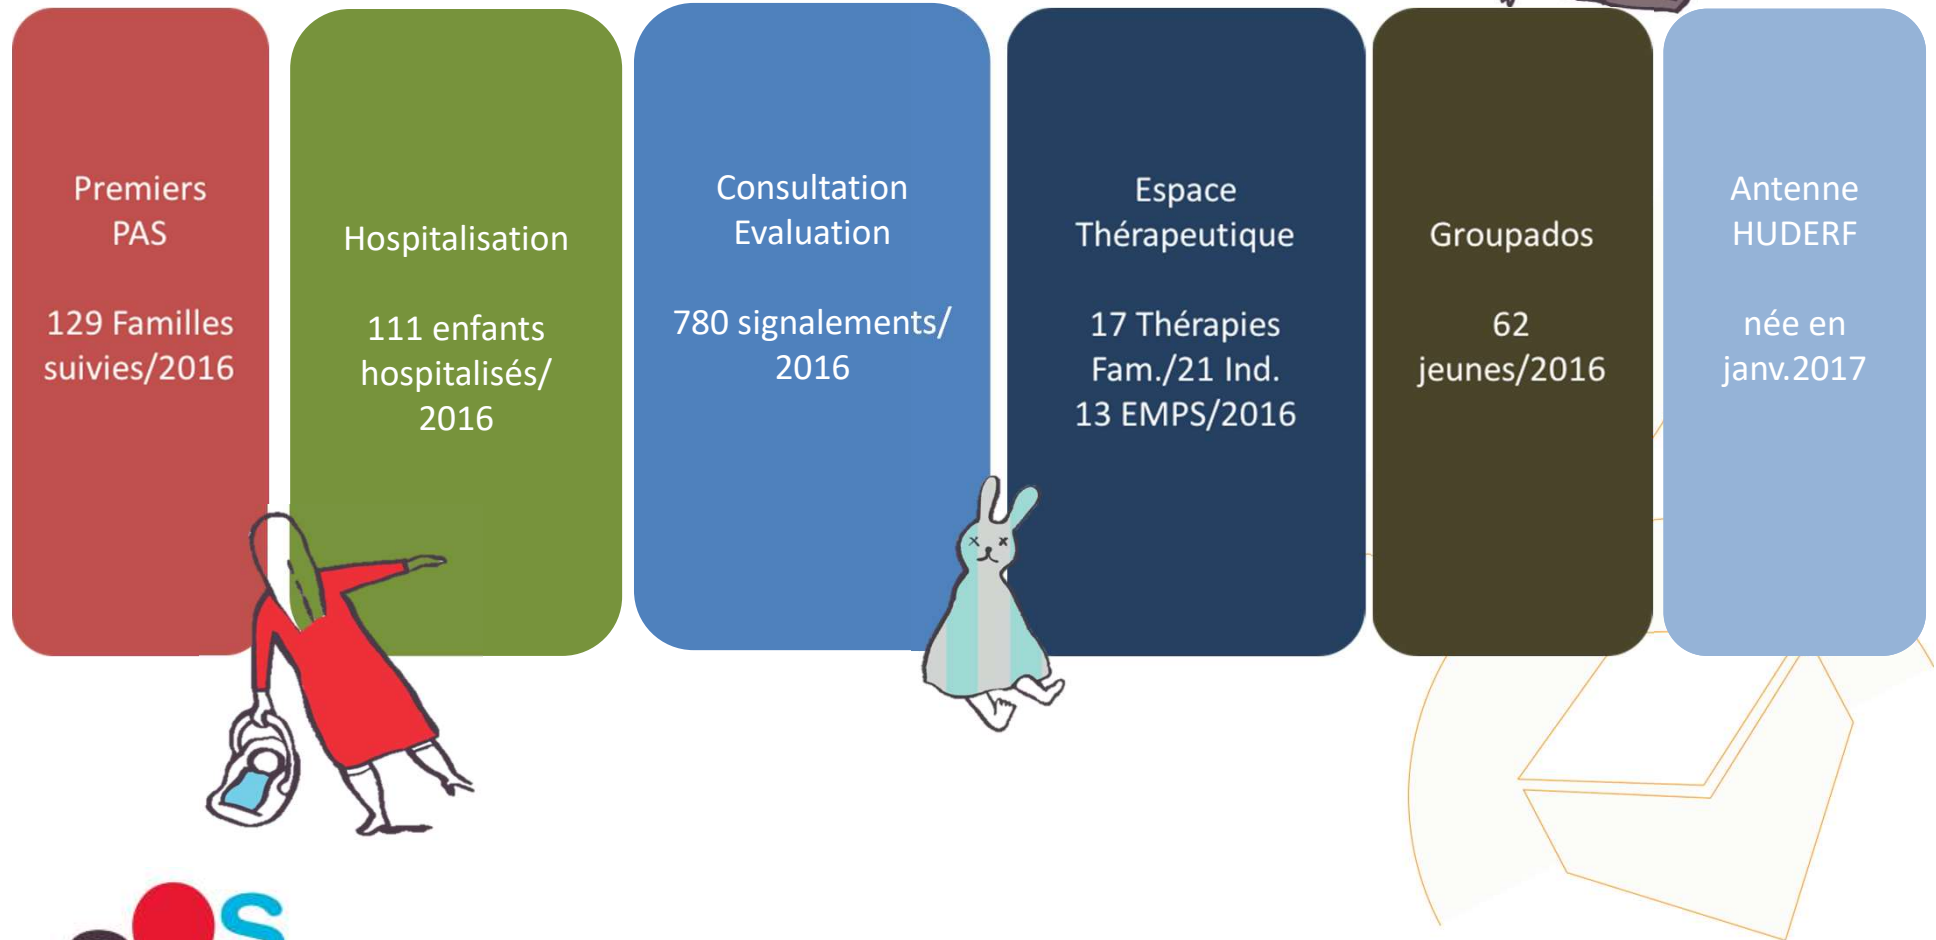 Premiers
PAS
129 Familles
suivies/2016
Hospitalisation
111 enfants
hospitalisés/
2016
Consultation
Evaluation
780 signalements/
2016
Espace
Thérapeutique
17 Thérapies
Fam./21 Ind.
13 EMPS/2016
Groupados
62
jeunes/2016
Antenne
HUDERF
née en
janv.2017
s